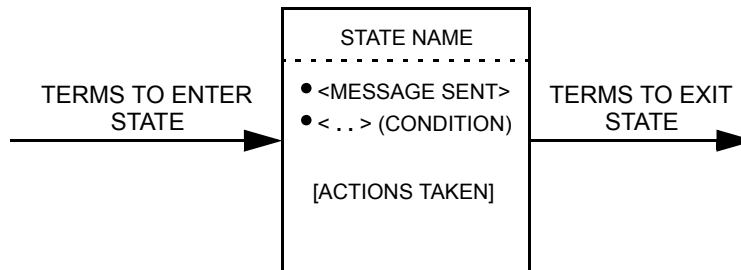 STATE NAME
TERMS TO ENTER
STATE
• <MESSAGE SENT>
• < . . > (CONDITION)
[ACTIONS TAKEN]
TERMS TO EXIT
STATE